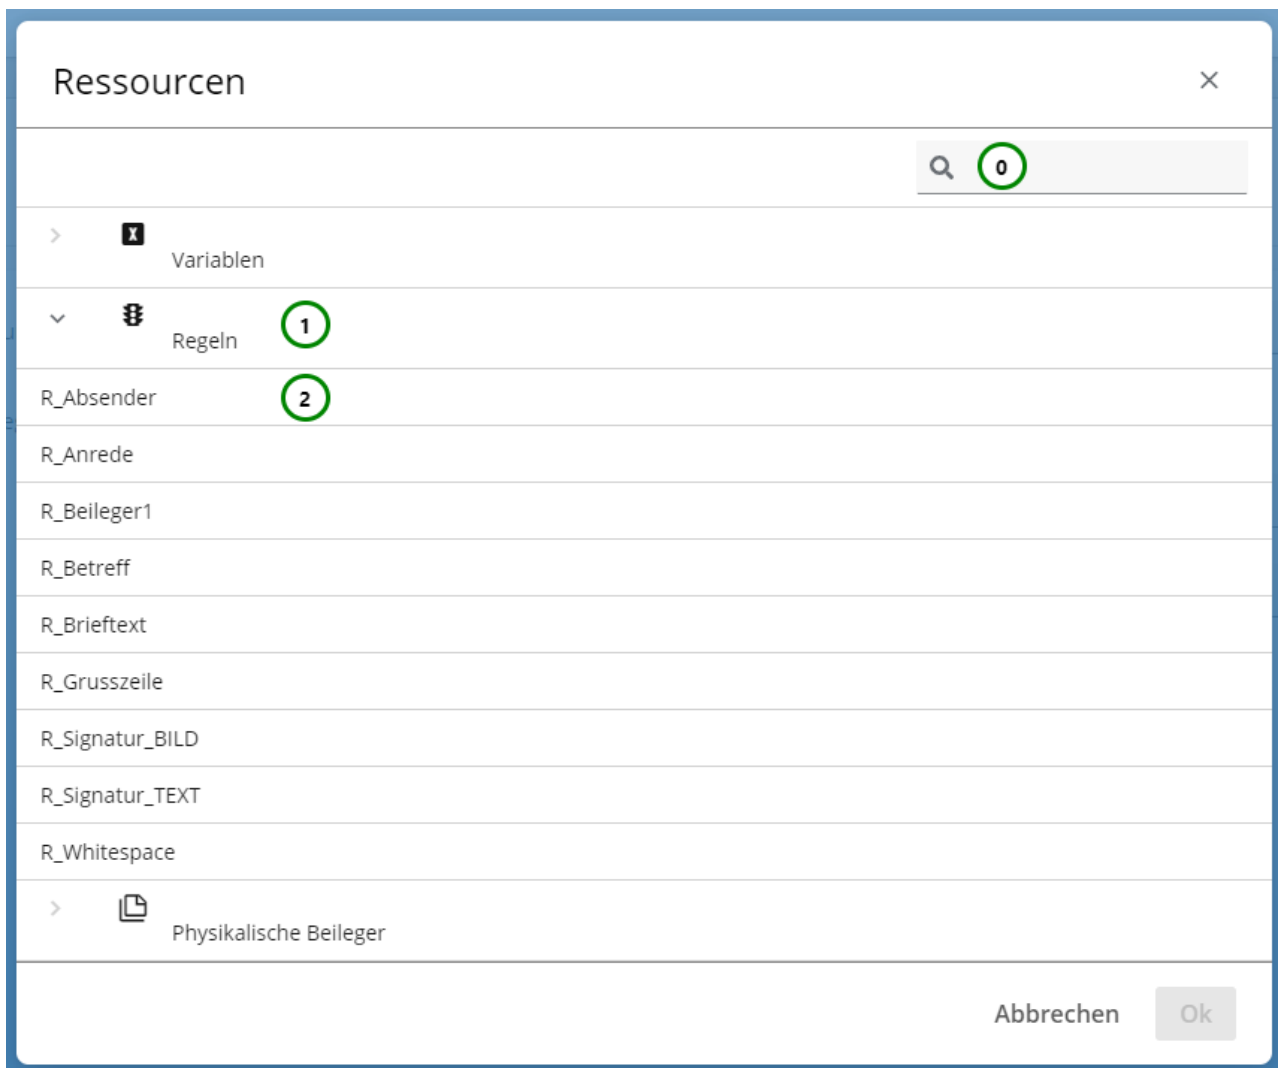 Ressourcen
0
Variablen
Regeln
1
R_Absender
2
R_Anrede
R_Beileger1
R_Betreff
R_Brieftext
R_Grusszeile
R_Signatur_BILD
R_Signatur_TEXT
R_Whitespace
Physikalische Beileger
Abbrechen
Ok